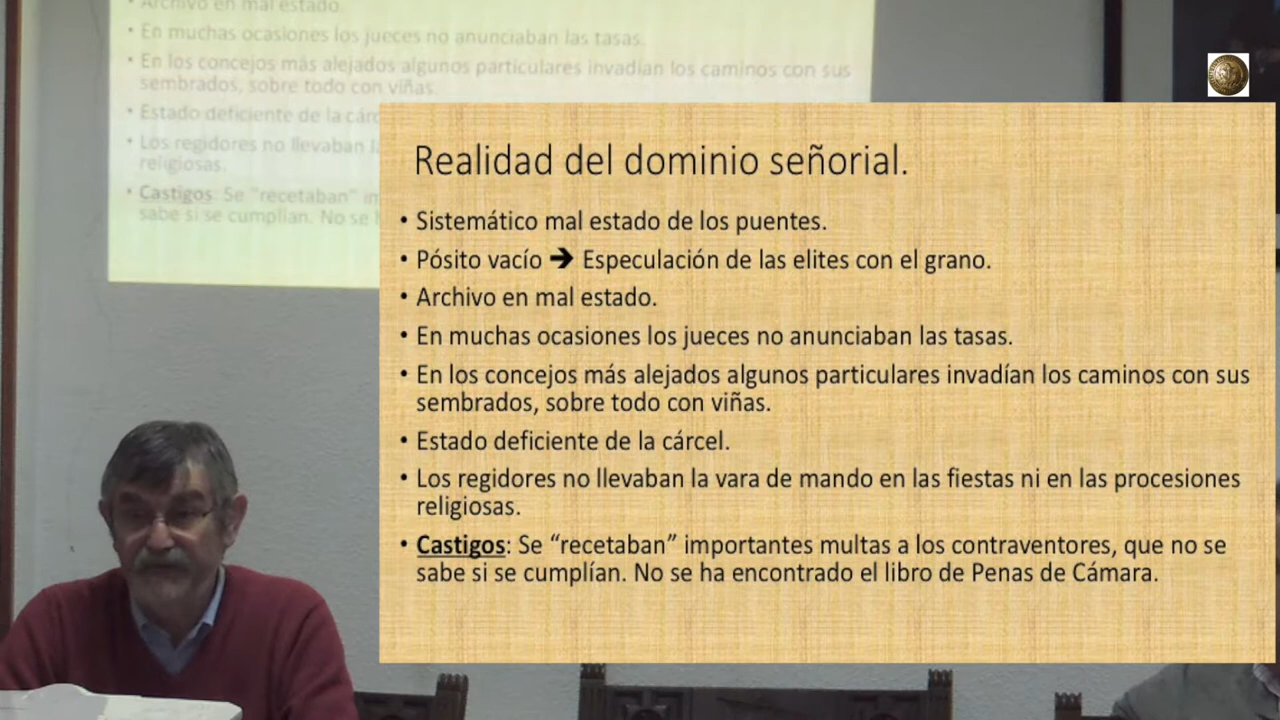 Archivo en mal estado.
• En muchas ocasiones los jueces no anunciaban las tasas.
• En los concejos más alejados algunos particulares invadían los caminos con sus
sembrados, sobre todo con viñas.
• Estado deficiente de la cárc
• Los regidores no llevaban l
religiosas.
• Castigos: Se "recetaban" im
sabe si se cumplían. No se h
Realidad del dominio señorial.
• Sistemático mal estado de los puentes.
• Pósito vacío ➔ Especulación de las elites con el grano.
• Archivo en mal estado.
• En muchas ocasiones los jueces no anunciaban las tasas.
• En los concejos más alejados algunos particulares invadían los caminos con sus
sembrados, sobre todo con viñas.
• Estado deficiente de la cárcel.
• Los regidores no llevaban la vara de mando en las fiestas ni en las procesiones
religiosas.
• Castigos: Se “recetaban” importantes multas a los contraventores, que no se
sabe si se cumplían. No se ha encontrado el libro de Penas de Cámara.